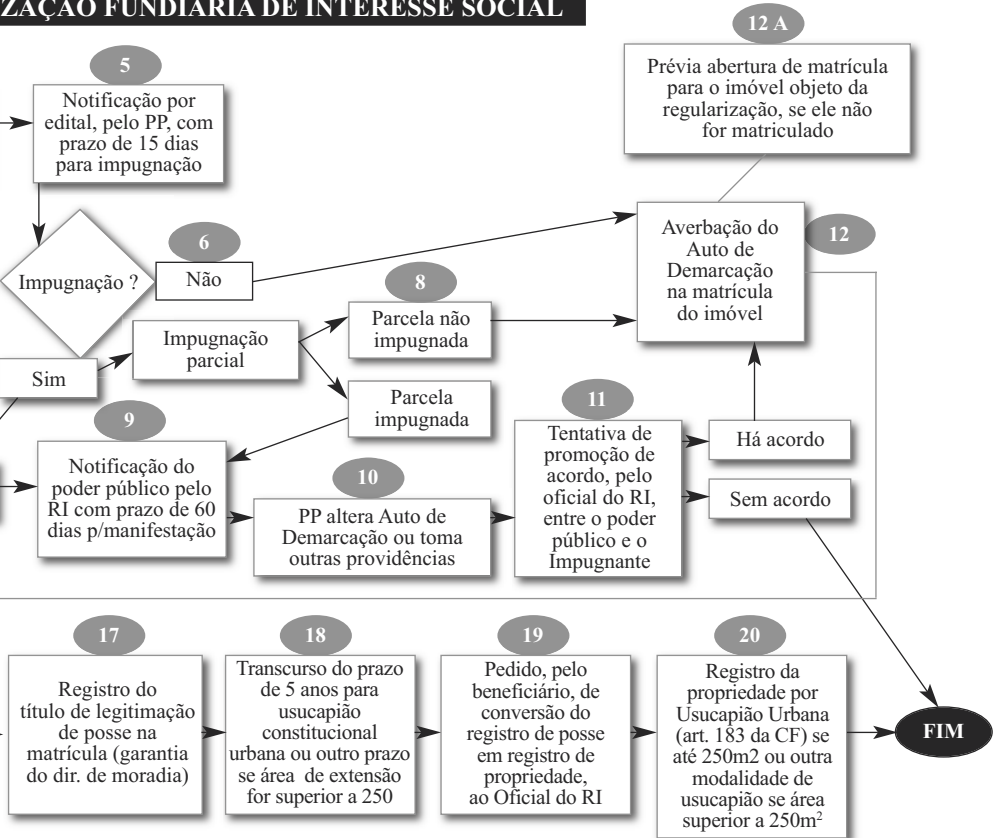 ZAÇÃO FUNDIÁRIA DE INTERESSE SOCIAL
12 A
Prévia abertura de matrícula
para o imóvel objeto da
regularização, se ele não
for matriculado
5
Notificação por
edital, pelo PP, com
prazo de 15 dias
para impugnação
Impugnação ?
6
Não
12
Averbação do
Auto de
Demarcação
na matrícula
do imóvel
8
Parcela não
impugnada
Impugnação
parcial
Sim
Parcela
impugnada
9
Notificação do
poder público pelo
RI com prazo de 60
dias p/manifestação
10
PP altera Auto de
Demarcação ou toma
outras providências
11
Tentativa de
promoção de
acordo, pelo
oficial do RI,
entre o poder
público e o
Impugnante
Há acordo
Sem acordo
17
Registro do
título de legitimação
de posse na
matrícula (garantia
do dir. de moradia)
18
Transcurso do prazo
de 5 anos para
usucapião
constitucional
urbana ou outro prazo
se área de extensão
for superior a 250
19
Pedido, pelo
beneficiário, de
conversão do
registro de posse
em registro de
propriedade,
ao Oficial do RI
20
Registro da
propriedade por
Usucapião Urbana
(art. 183 da CF) se
até 250m2 ou outra
modalidade de
usucapião se área
superior a 250m²
FIM